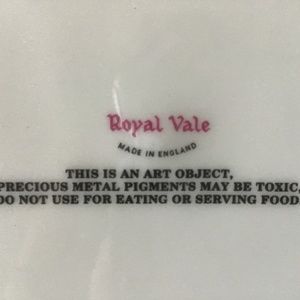 Royal Vale
MADE IN ENGLAND
THIS IS AN ART OBJECT,
PRECIOUS METAL PIGMENTS MAY BE TOXIC,
DO NOT USE FOR EATING OR SERVING FOOD